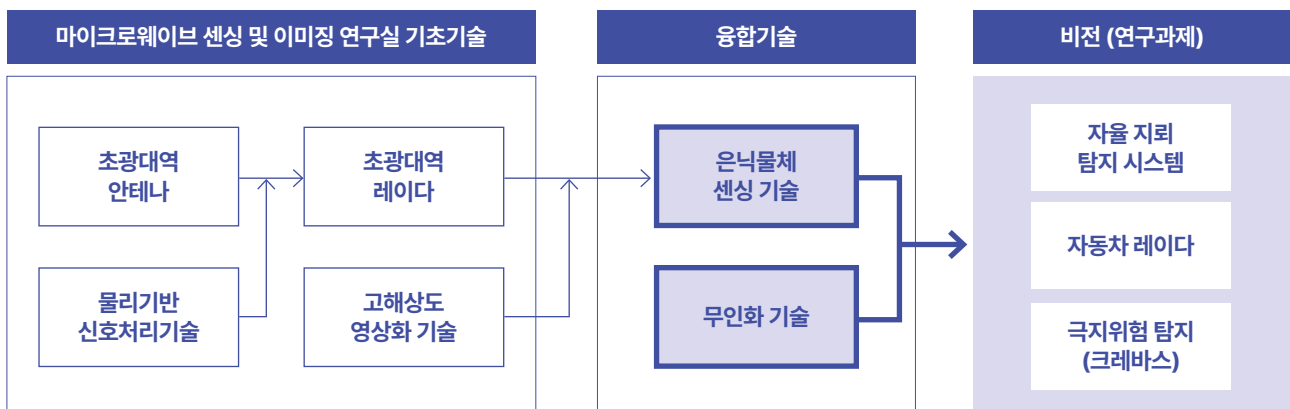 마이크로웨이브 센싱 및 이미징 연구실 기초기술
융합기술
비전 (연구과제)
초광대역
안테나
초광대역
레이다
물리기반
신호처리기술
고해상도
영상화 기술
은닉물체
센싱 기술
무인화 기술
자율 지뢰
탐지 시스템
자동차 레이다
극지위험 탐지
(크레바스)